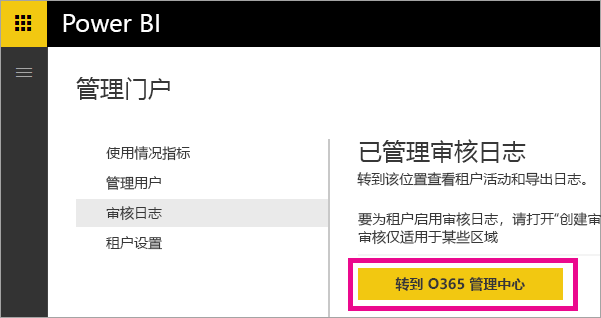 Power BI
管理门户
使用情况指标
管理用户
审核日志
租户设置
已管理审核日志
转到该位置查看租户活动和导出日志。
要为租户启用审核日志，请打开“创建审
审核仅适用于某些区域
转到 O365 管理中心